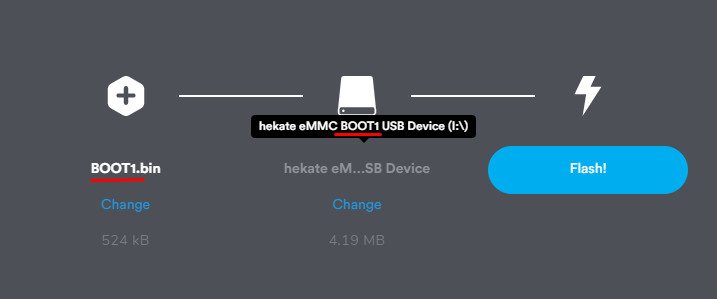 hekate eMMC BOOT1 USB Device (I:\)
BOOT1.bin
hekate eM...SB Device
Flash!
Change
Change
524 kB
4.19 MB